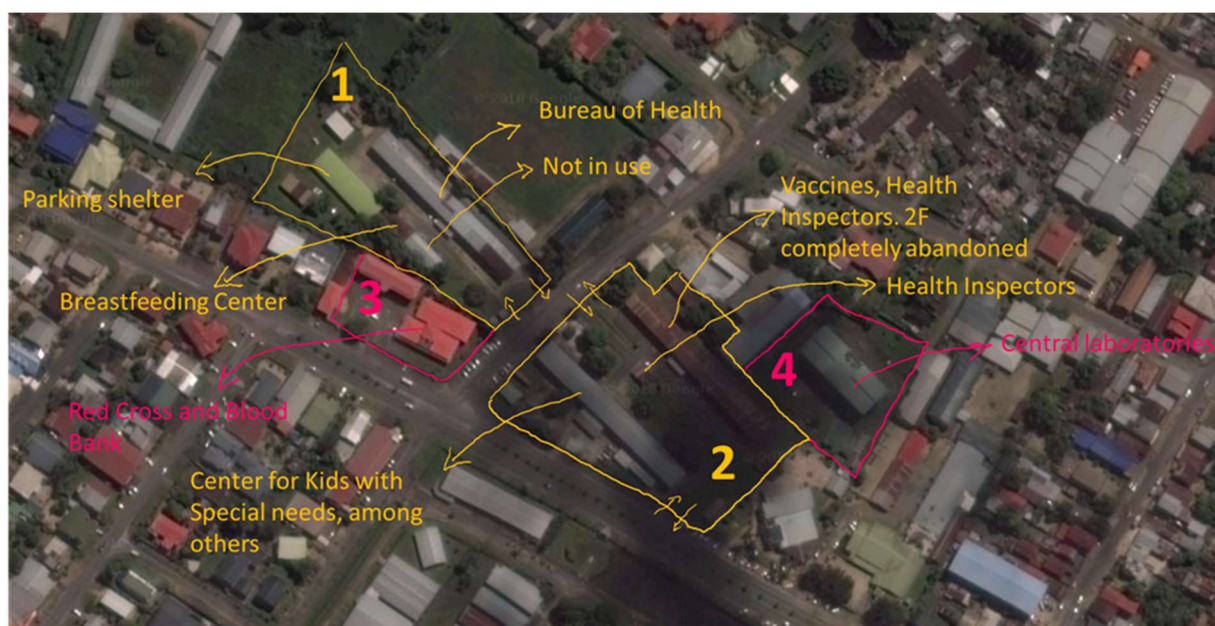 1
Bureau of Health
Not in use
Parking shelter
Vaccines, Health
Inspectors. 2F
completely abandoned
Breastfeeding Center
3
Health Inspectors
4
Central laboratories
Red Cross and Blood
Bank
2
Center for Kids with
Special needs, among
others